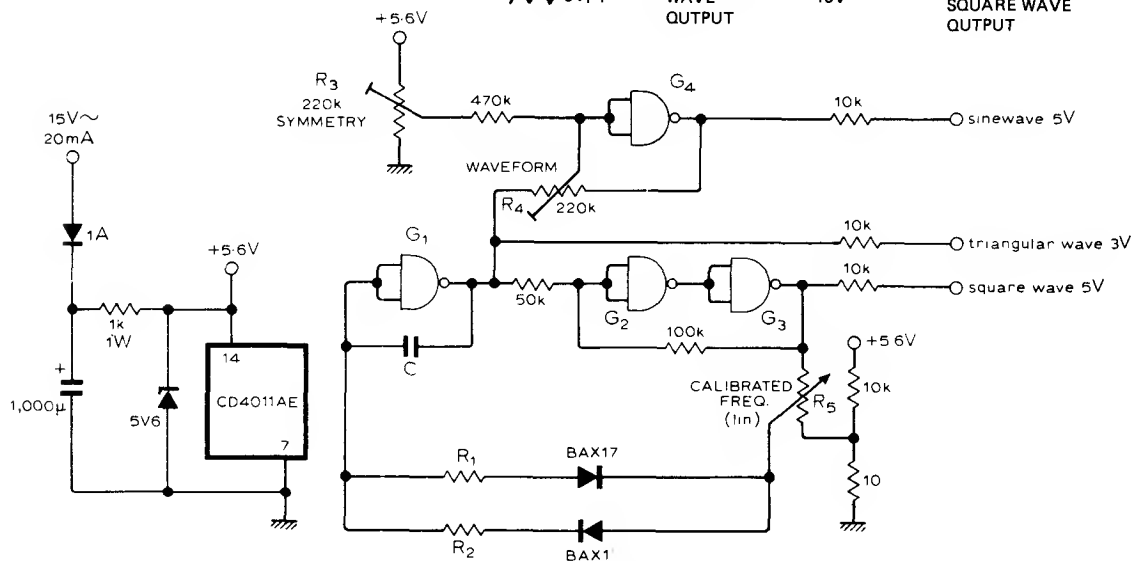 WAVE
QUTPUT
SQUARE WAVE
QUTPUT
+5·6V
R3
220k
SYMMETRY
470k
G4
10k
sinewave 5V
15V~
20mA
WAVEFORM
R4
220k
1A
+5·6V
G1
10k
triangular wave 3V
50k
G2
G3
10k
square wave 5V
1k
1W
100k
C
+5 6V
14
CD4011AE
7
+
1,000µ
5V6
CALIBRATED
FREQ.
(lin)
R5
10k
10
R1
BAX17
R2
BAX1